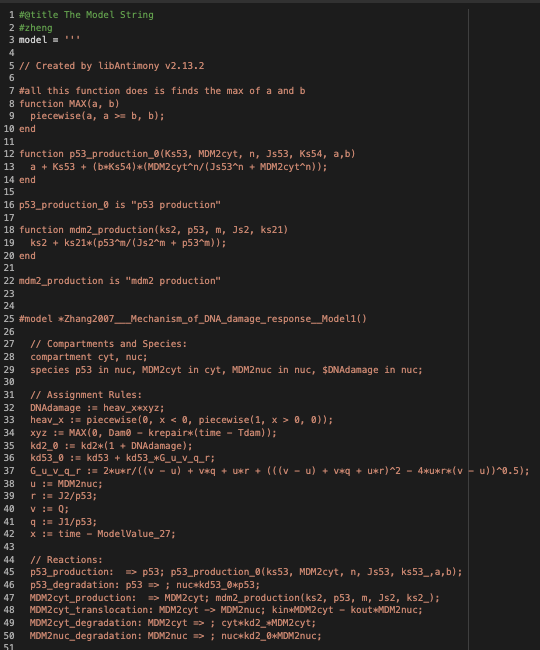 1 #@title The Model String
2 #zheng
3 model = '''
4
5 // Created by libAntimony v2.13.2
6
7 #all this function does is finds the max of a and b
8 function MAX(a, b)
9   piecewise(a, a >= b, b);
10 end
11
12 function p53_production_0(Ks53, MDM2cyt, n, Js53, Ks54, a,b)
13   a + Ks53 + (b*Ks54)*(MDM2cyt^n/(Js53^n + MDM2cyt^n));
14 end
15
16 p53_production_0 is "p53 production"
17
18 function mdm2_production(ks2, p53, m, Js2, ks21)
19   ks2 + ks21*(p53^m/(Js2^m + p53^m));
20 end
21
22 mdm2_production is "mdm2 production"
23
24
25 #model *Zhang2007___Mechanism_of_DNA_damage_response__Model1()
26
27   // Compartments and Species:
28   compartment cyt, nuc;
29   species p53 in nuc, MDM2cyt in cyt, MDM2nuc in nuc, $DNAdamage in nuc;
30
31   // Assignment Rules:
32   DNAdamage := heav_x*xyz;
33   heav_x := piecewise(0, x < 0, piecewise(1, x > 0, 0));
34   xyz := MAX(0, Dam0 - krepair*(time - Tdam));
35   kd2_0 := kd2*(1 + DNAdamage);
36   kd53_0 := kd53 + kd53_*G_u_v_q_r;
37   G_u_v_q_r := 2*u*r/((v - u) + v*q + u*r + (((v - u) + v*q + u*r)^2 - 4*u*r*(v - u))^0.5);
38   u := MDM2nuc;
39   r := J2/p53;
40   v := Q;
41   q := J1/p53;
42   x := time - ModelValue_27;
43
44   // Reactions:
45   p53_production:  => p53; p53_production_0(ks53, MDM2cyt, n, Js53, ks53_,a,b);
46   p53_degradation: p53 => ; nuc*kd53_0*p53;
47   MDM2cyt_production:  => MDM2cyt; mdm2_production(ks2, p53, m, Js2, ks2_);
48   MDM2cyt_translocation: MDM2cyt -> MDM2nuc; kin*MDM2cyt - kout*MDM2nuc;
49   MDM2cyt_degradation: MDM2cyt => ; cyt*kd2_*MDM2cyt;
50   MDM2nuc_degradation: MDM2nuc => ; nuc*kd2_0*MDM2nuc;
51